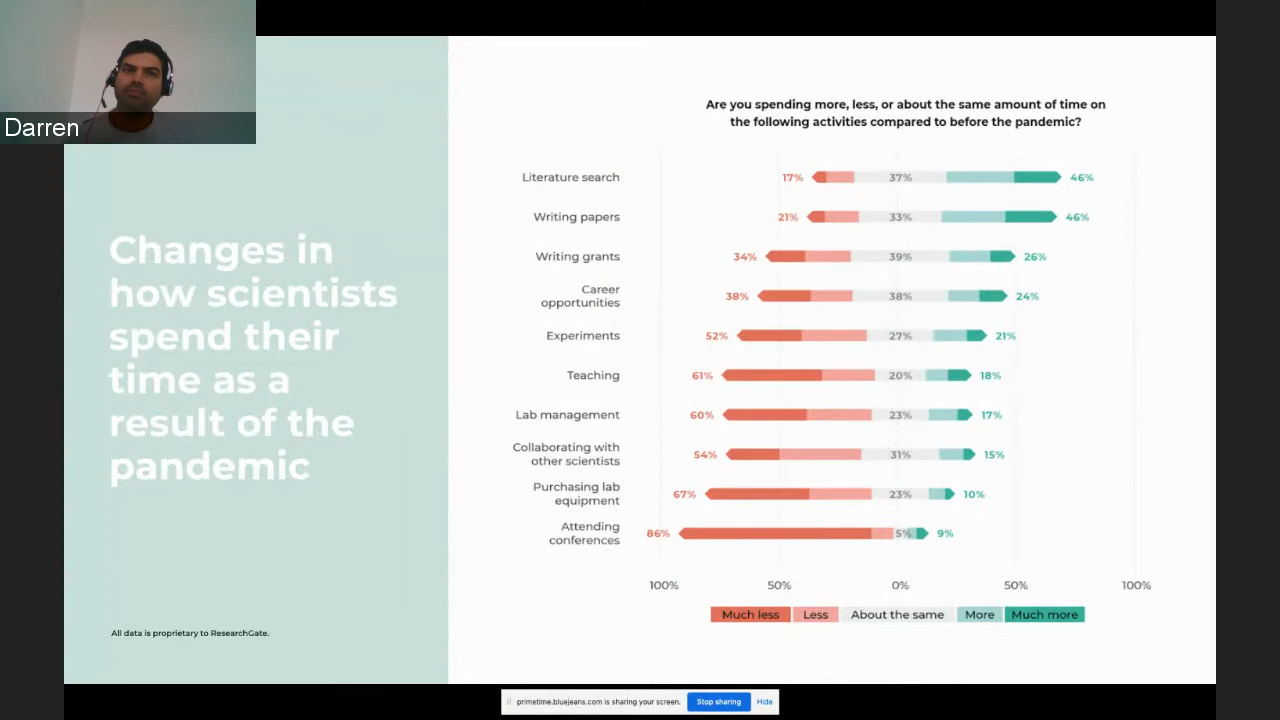 Darren
Changes in
how scientists
spend their
time as a
result of the
pandemic
All data is proprietary to ResearchGate.
Are you spending more, less, or about the same amount of time on
the following activities compared to before the pandemic?
Literature search 17% 37% 46%
Writing papers 21% 33% 46%
Writing grants 34% 39% 26%
Career
opportunities 38% 38% 24%
Experiments 52% 27% 21%
Teaching 61% 20% 18%
Lab management 60% 23% 17%
Collaborating with
other scientists 54% 31% 15%
Purchasing lab
equipment 67% 23% 10%
Attending
conferences 86% 5% 9%
100% 50% 0% 50% 100%
Much less Less About the same More Much more
primetime.bluejeans.com is sharing your screen. Stop sharing Hide